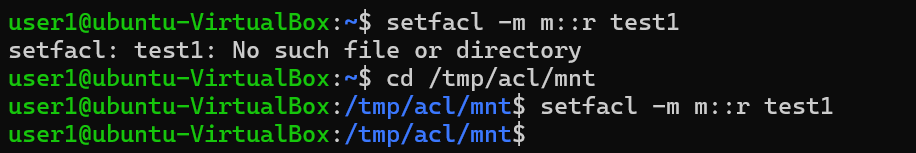 user1@ubuntu-VirtualBox:~$ setfacl -m m::r test1
setfacl: test1: No such file or directory
user1@ubuntu-VirtualBox:~$ cd /tmp/acl/mnt
user1@ubuntu-VirtualBox:/tmp/acl/mnt$ setfacl -m m::r test1
user1@ubuntu-VirtualBox:/tmp/acl/mnt$